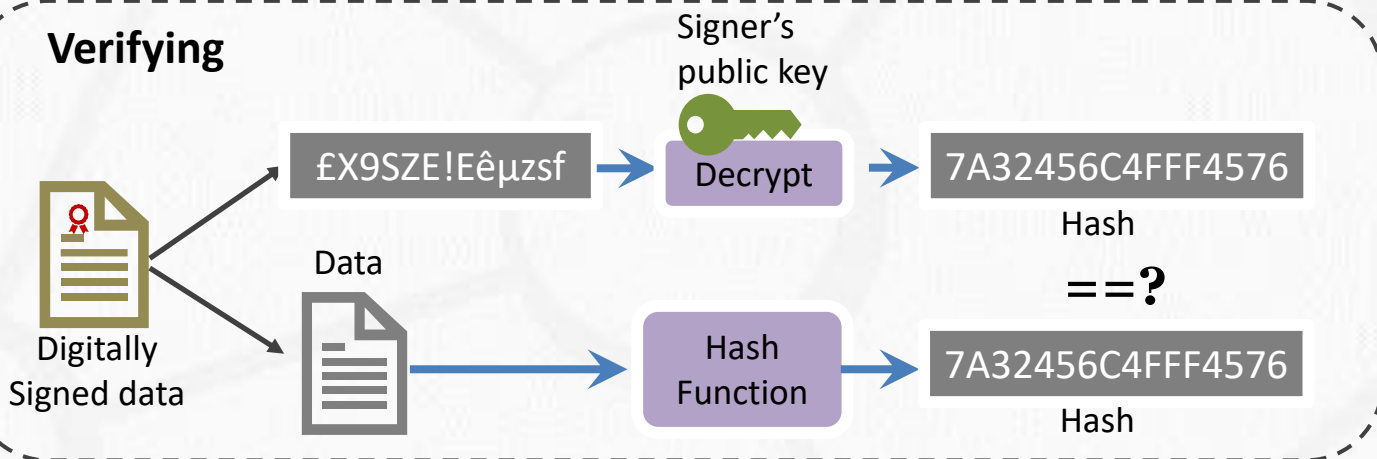 Verifying
Signer's
public key
£X9SZE!Eêµzsf
Decrypt
7A32456C4FFF4576
Hash
Data
==?
Digitally
Signed data
Hash
Function
7A32456C4FFF4576
Hash